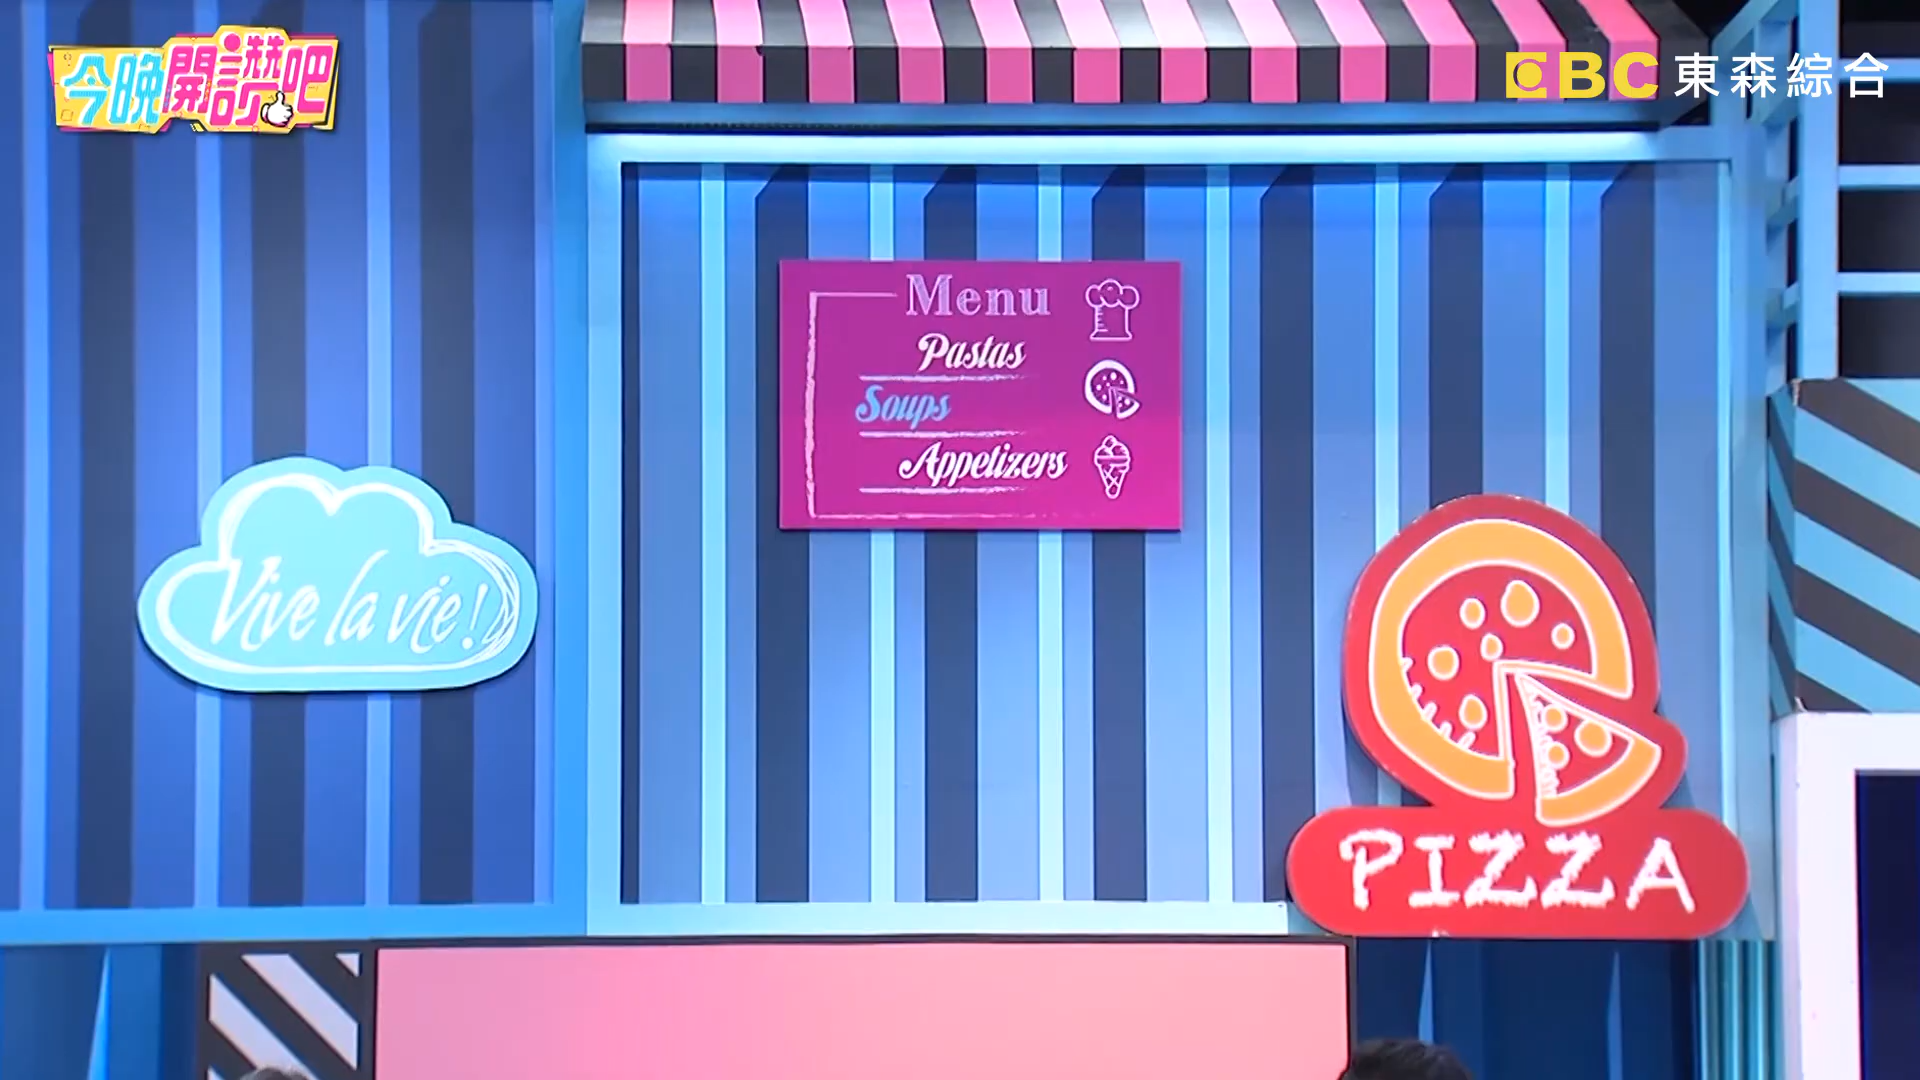 今晚開讚吧
EBC 東森綜合
Menu
Pastas
Soups
Appetizers
Vive la vie!
PIZZA